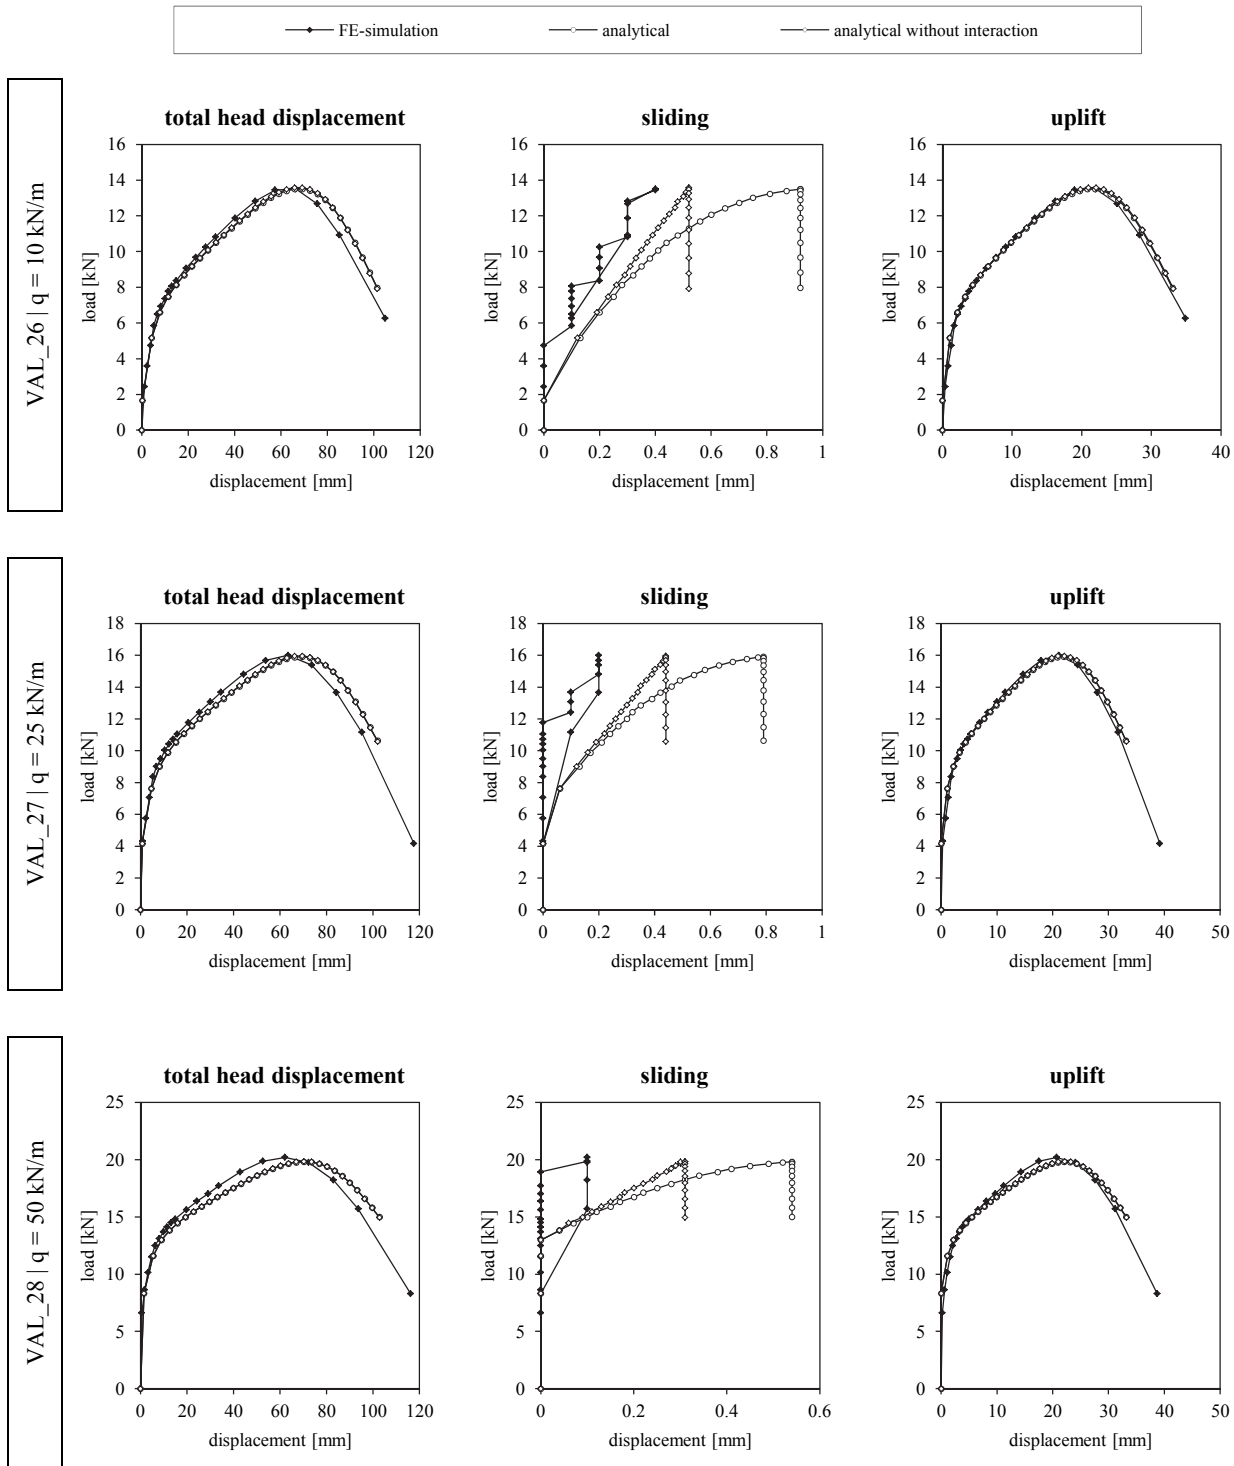 FE-simulation analytical analytical without interaction
VAL_26 | q = 10 kN/m
total head displacement
16
14
12
10
8
6
4
2
0
load [kN]
0 20 40 60 80 100 120
displacement [mm]
sliding
16
14
12
10
8
6
4
2
0
load [kN]
0 0.2 0.4 0.6 0.8 1
displacement [mm]
uplift
16
14
12
10
8
6
4
2
0
load [kN]
0 10 20 30 40
displacement [mm]
VAL_27 | q = 25 kN/m
total head displacement
18
16
14
12
10
8
6
4
2
0
load [kN]
0 20 40 60 80 100 120
displacement [mm]
sliding
18
16
14
12
10
8
6
4
2
0
load [kN]
0 0.2 0.4 0.6 0.8 1
displacement [mm]
uplift
18
16
14
12
10
8
6
4
2
0
load [kN]
0 10 20 30 40 50
displacement [mm]
VAL_28 | q = 50 kN/m
total head displacement
25
20
15
10
5
0
load [kN]
0 20 40 60 80 100 120
displacement [mm]
sliding
25
20
15
10
5
0
load [kN]
0 0.2 0.4 0.6
displacement [mm]
uplift
25
20
15
10
5
0
load [kN]
0 10 20 30 40 50
displacement [mm]